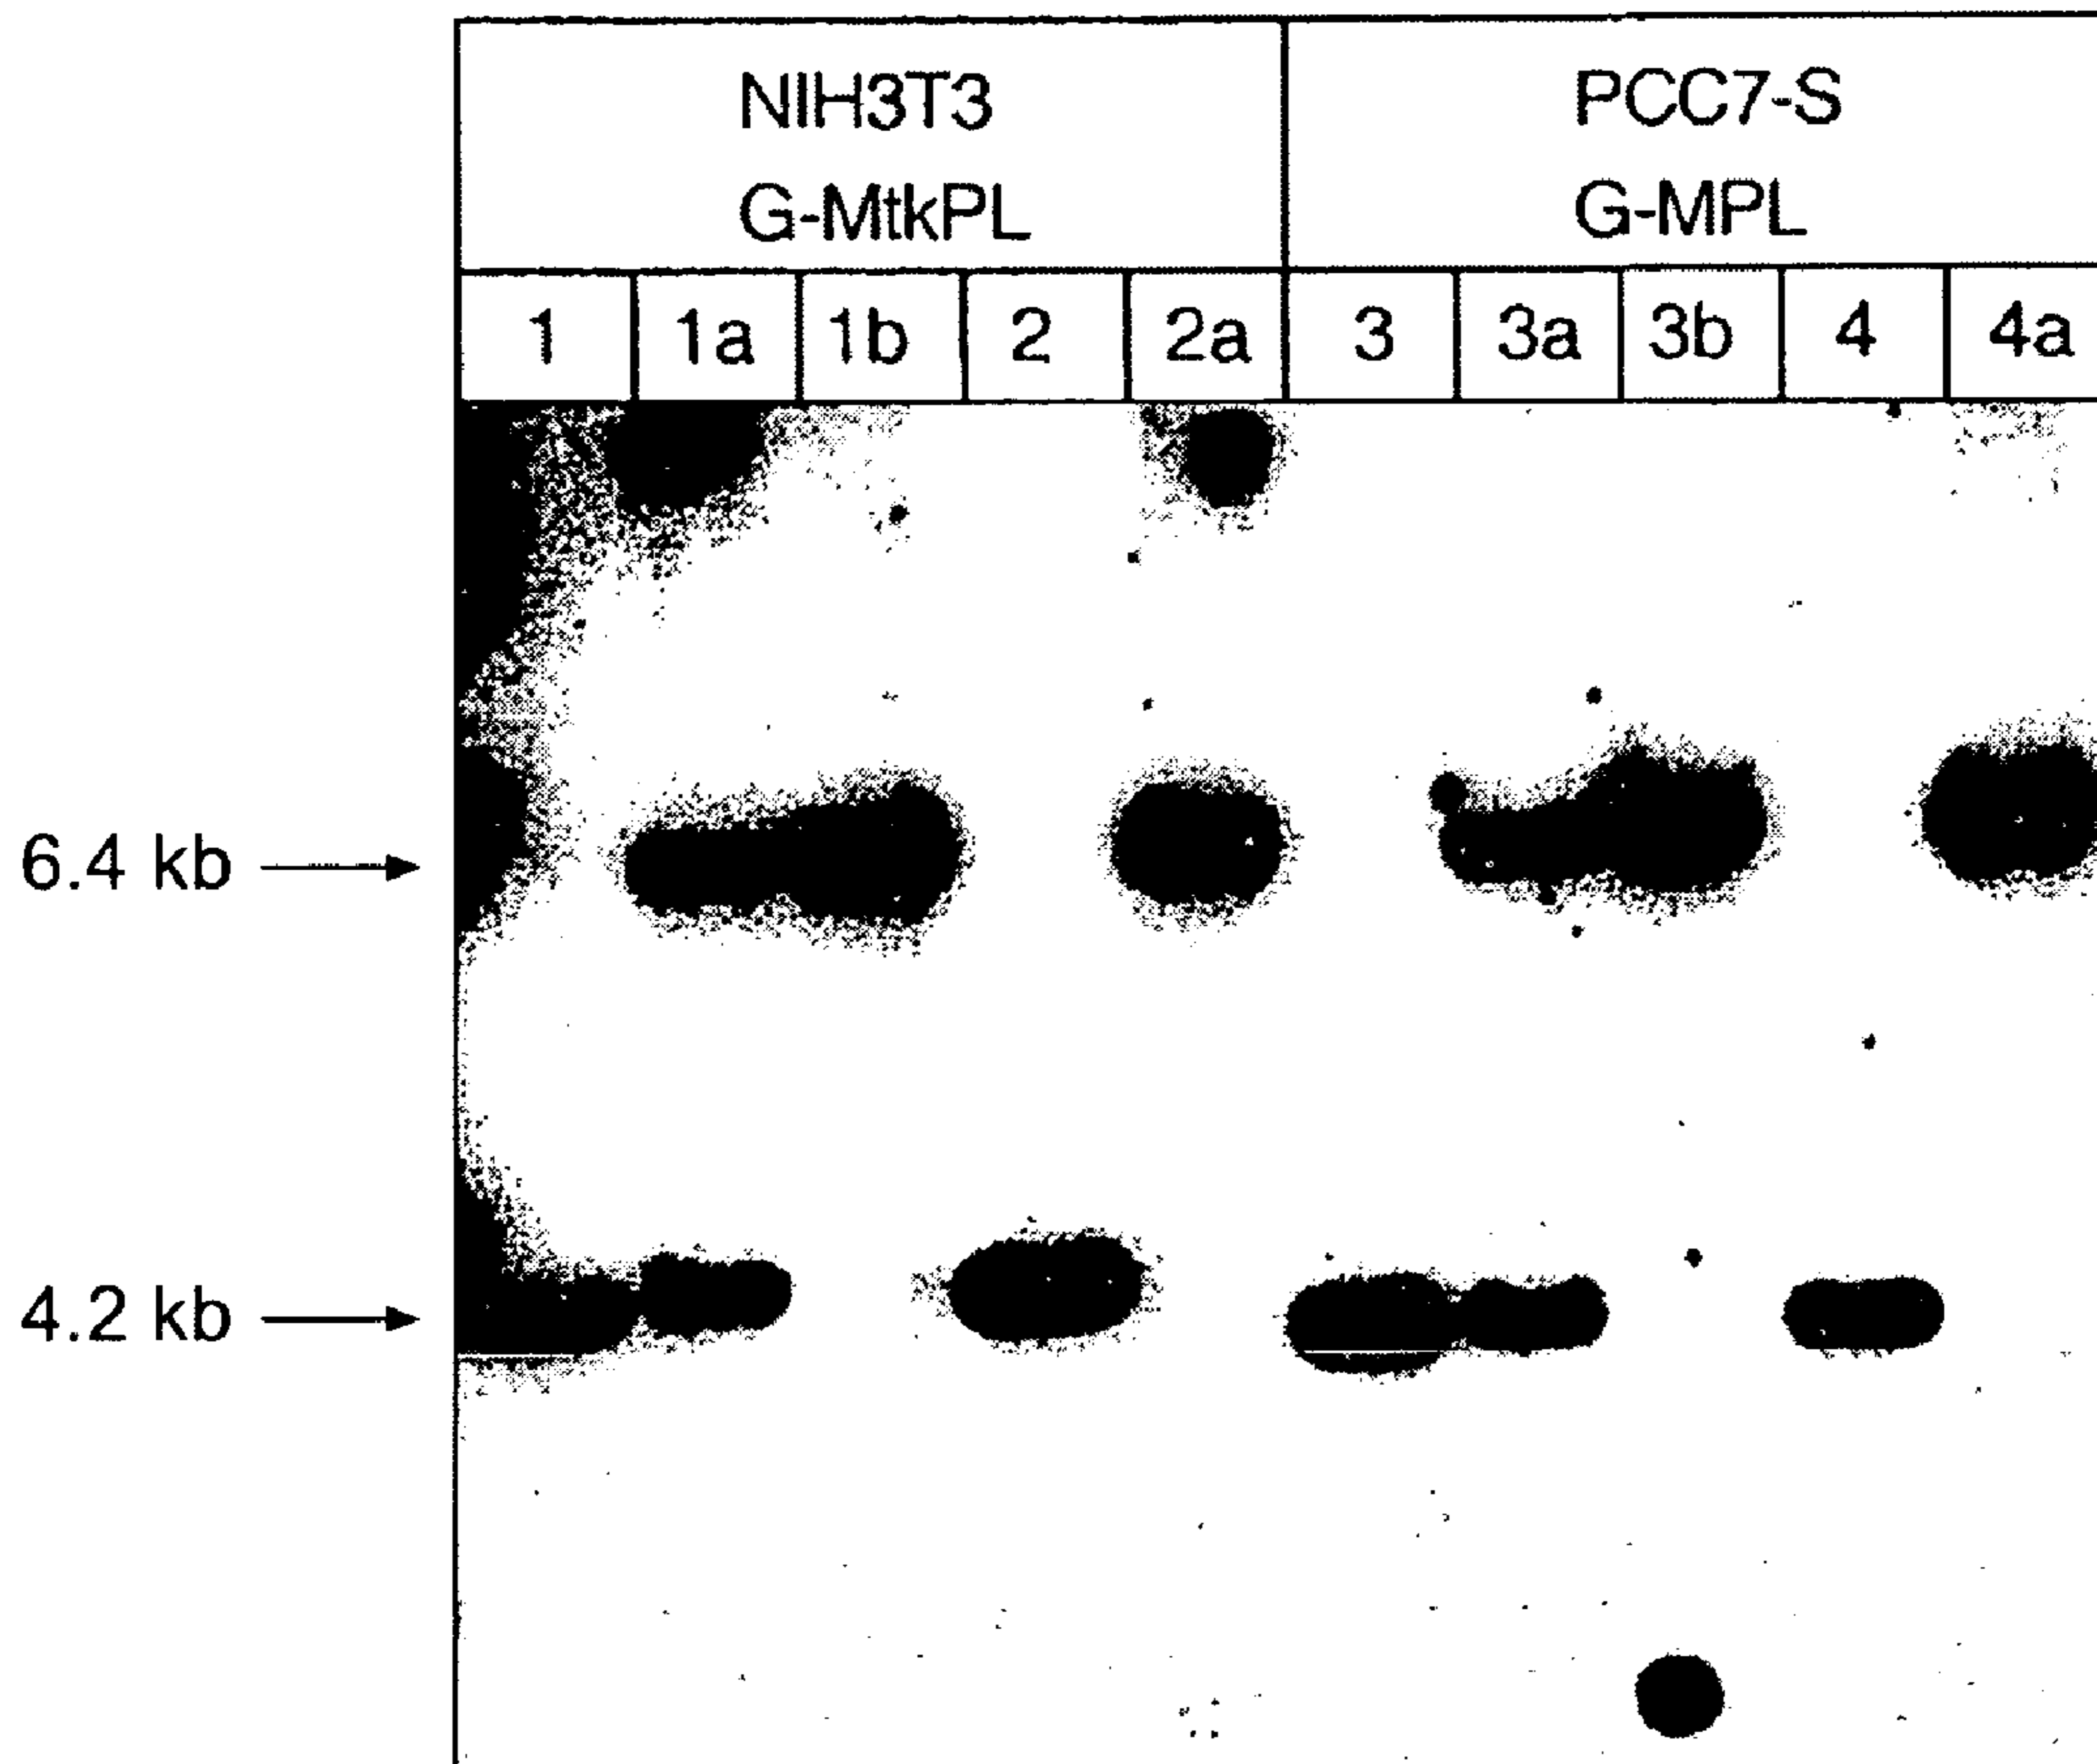 NIH3T3
G-MtkPL
PCC7-S
G-MPL
1 1a 1b 2 2a 3 3a 3b 4 4a
6.4 kb
4.2 kb